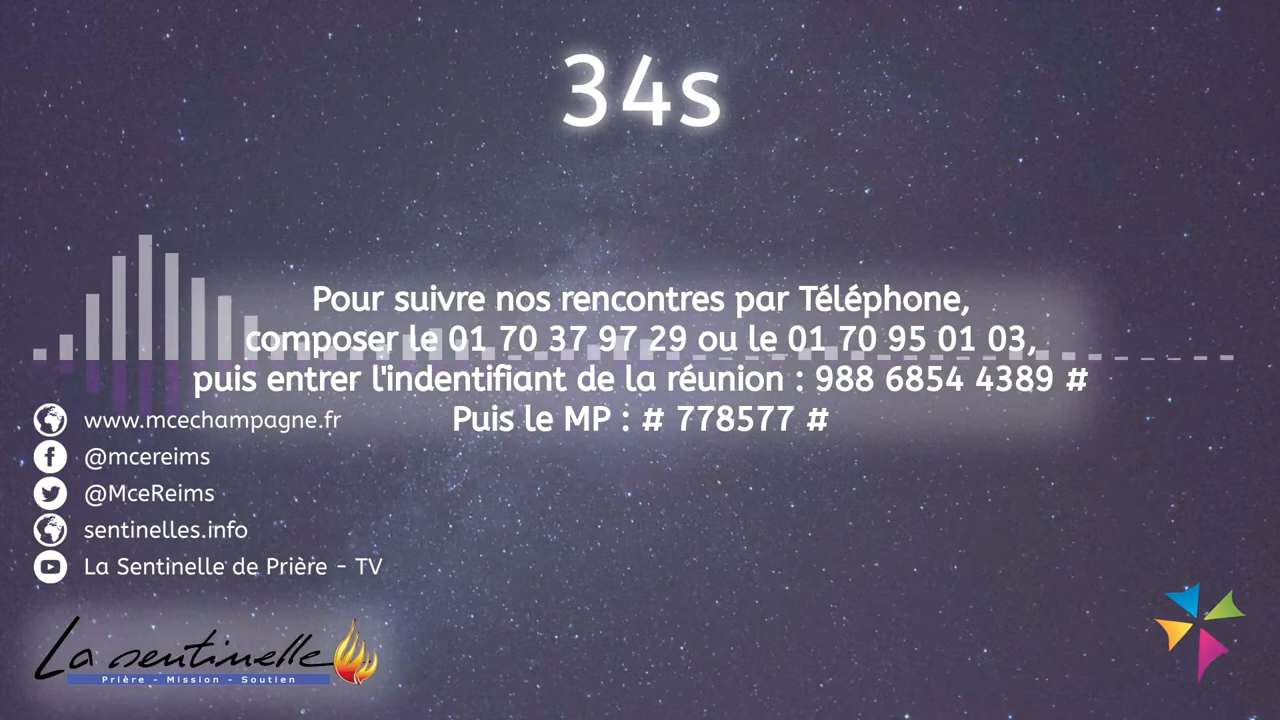 34s
Pour suivre nos rencontres par Téléphone,
composer le 01 70 37 97 29 ou le 01 70 95 01 03,
puis entrer l'indentifiant de la réunion : 988 6854 4389 #
Puis le MP : # 778577 #
www.mcechampagne.fr
@mcereims
@MceReims
sentinelles.info
La Sentinelle de Prière - TV
La sentinelle
Prière - Mission - Soutien